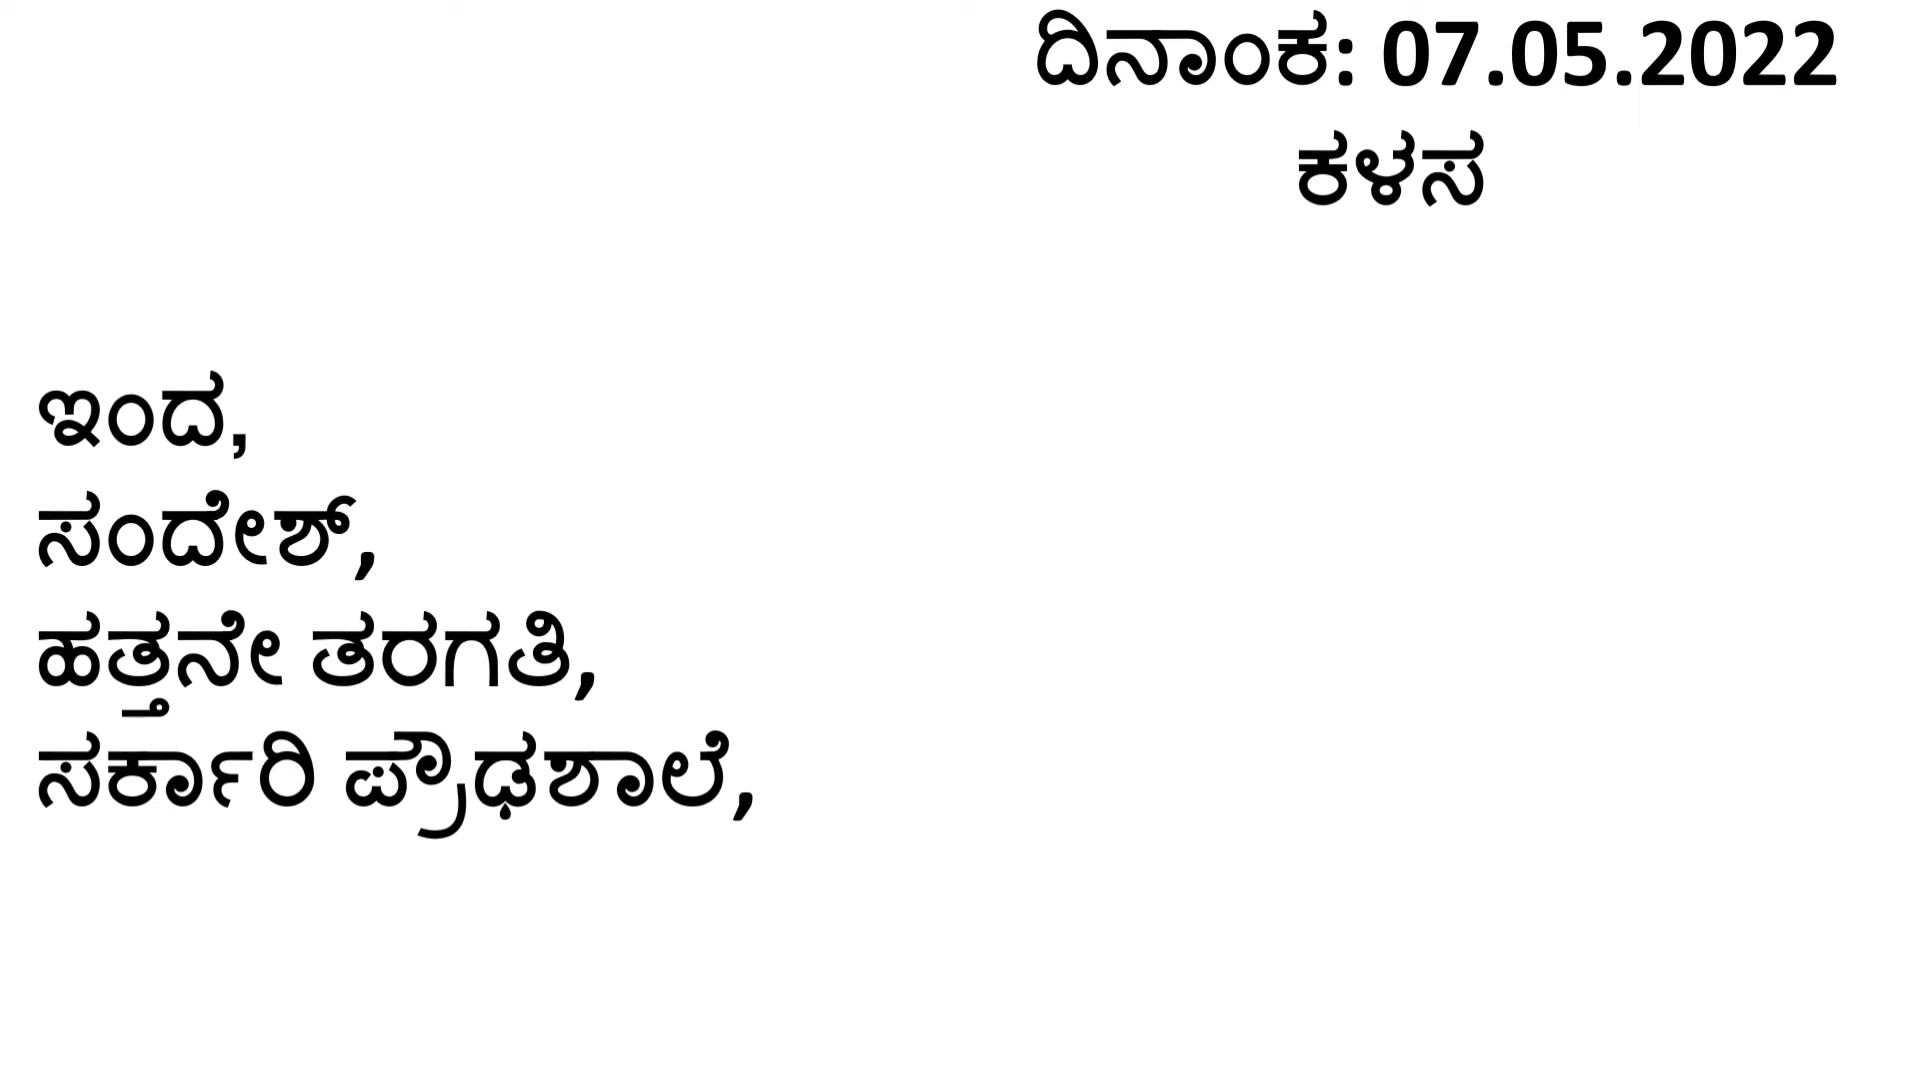 ದಿನಾಂಕ: 07.05.2022
ಕಳಸ
ಇಂದ,
ಸಂದೇಶ್,
ಹತ್ತನೇ ತರಗತಿ,
ಸರ್ಕಾರಿ ಪ್ರೌಢಶಾಲೆ,